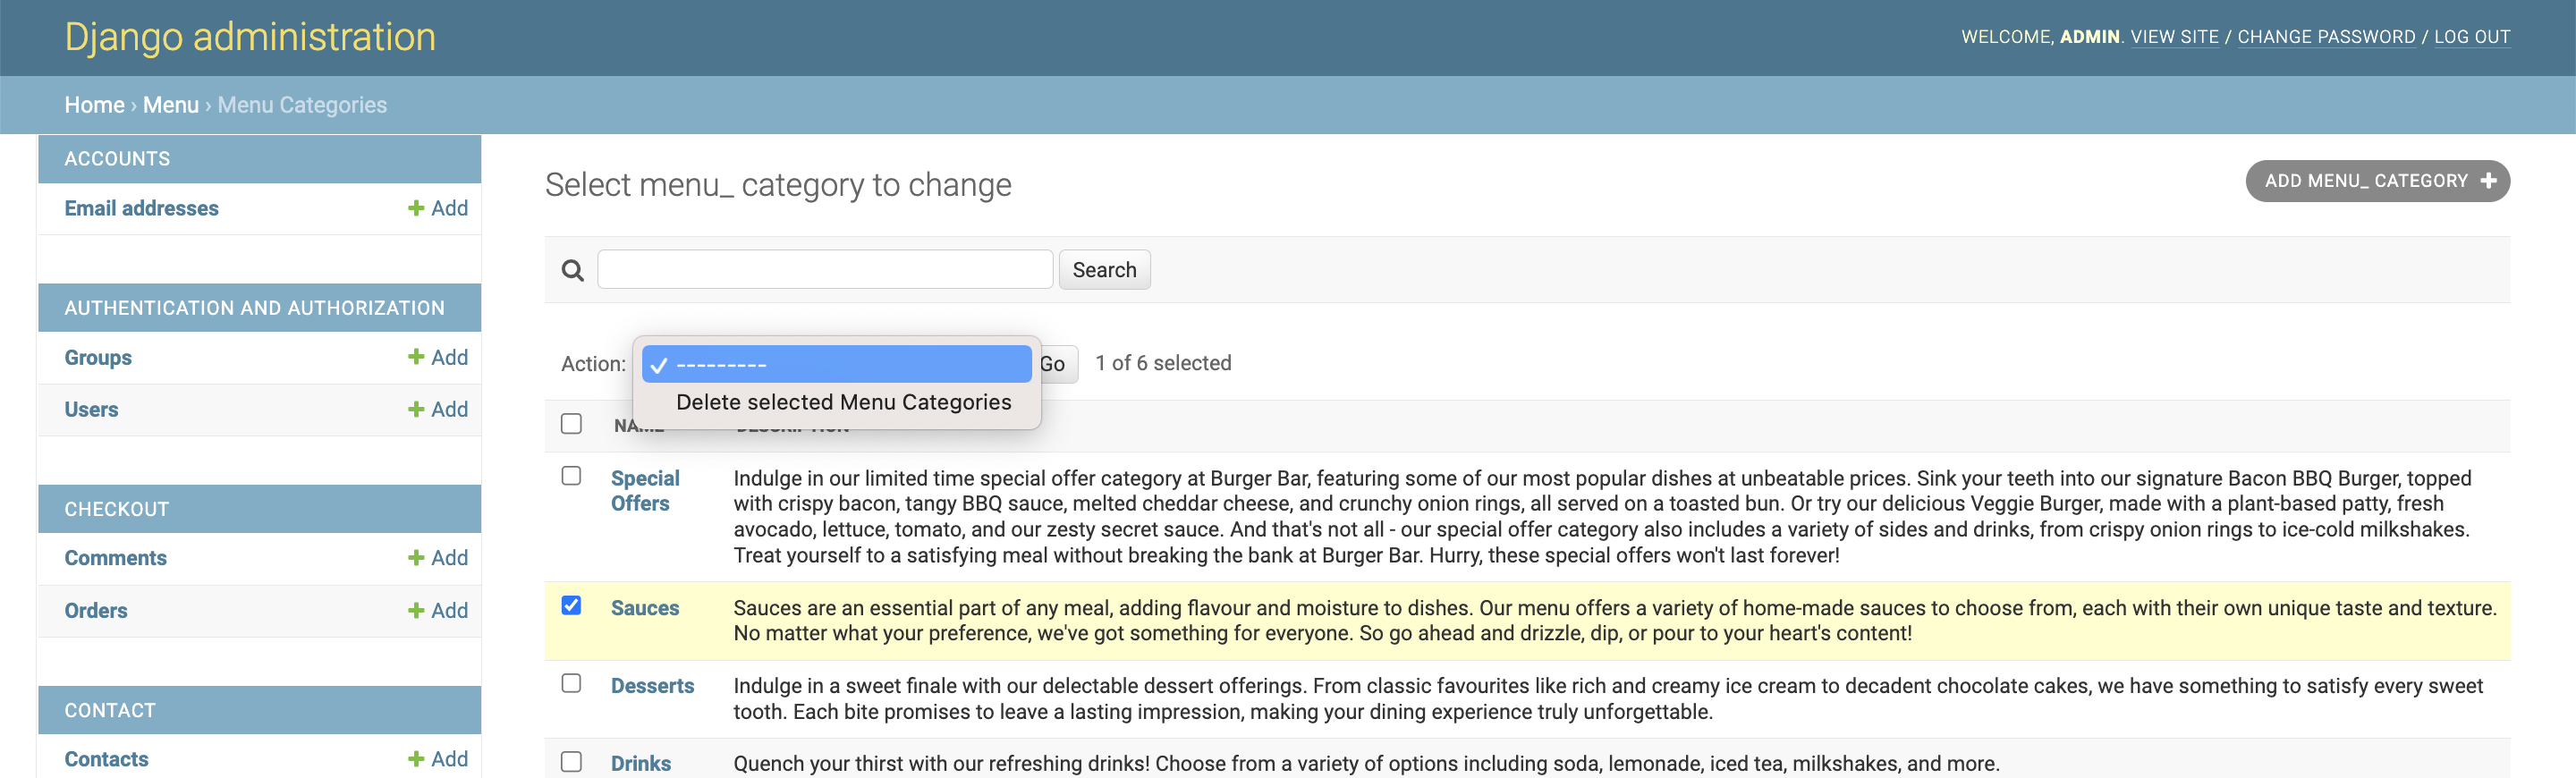 Django administration
WELCOME, ADMIN. VIEW SITE / CHANGE PASSWORD / LOG OUT
Home › Menu › Menu Categories
ACCOUNTS
Email addresses + Add
AUTHENTICATION AND AUTHORIZATION
Groups + Add
Users + Add
CHECKOUT
Comments + Add
Orders + Add
CONTACT
Contacts + Add
Select menu_ category to change
ADD MENU_ CATEGORY +
Search
Action: ✓ --------- Go 1 of 6 selected
Delete selected Menu Categories
NAME DESCRIPTION
Special Indulge in our limited time special offer category at Burger Bar, featuring some of our most popular dishes at unbeatable prices. Sink your teeth into our signature Bacon BBQ Burger, topped
Offers with crispy bacon, tangy BBQ sauce, melted cheddar cheese, and crunchy onion rings, all served on a toasted bun. Or try our delicious Veggie Burger, made with a plant-based patty, fresh
avocado, lettuce, tomato, and our zesty secret sauce. And that's not all - our special offer category also includes a variety of sides and drinks, from crispy onion rings to ice-cold milkshakes.
Treat yourself to a satisfying meal without breaking the bank at Burger Bar. Hurry, these special offers won't last forever!
Sauces Sauces are an essential part of any meal, adding flavour and moisture to dishes. Our menu offers a variety of home-made sauces to choose from, each with their own unique taste and texture.
No matter what your preference, we've got something for everyone. So go ahead and drizzle, dip, or pour to your heart's content!
Desserts Indulge in a sweet finale with our delectable dessert offerings. From classic favourites like rich and creamy ice cream to decadent chocolate cakes, we have something to satisfy every sweet
tooth. Each bite promises to leave a lasting impression, making your dining experience truly unforgettable.
Drinks Quench your thirst with our refreshing drinks! Choose from a variety of options including soda, lemonade, iced tea, milkshakes, and more.